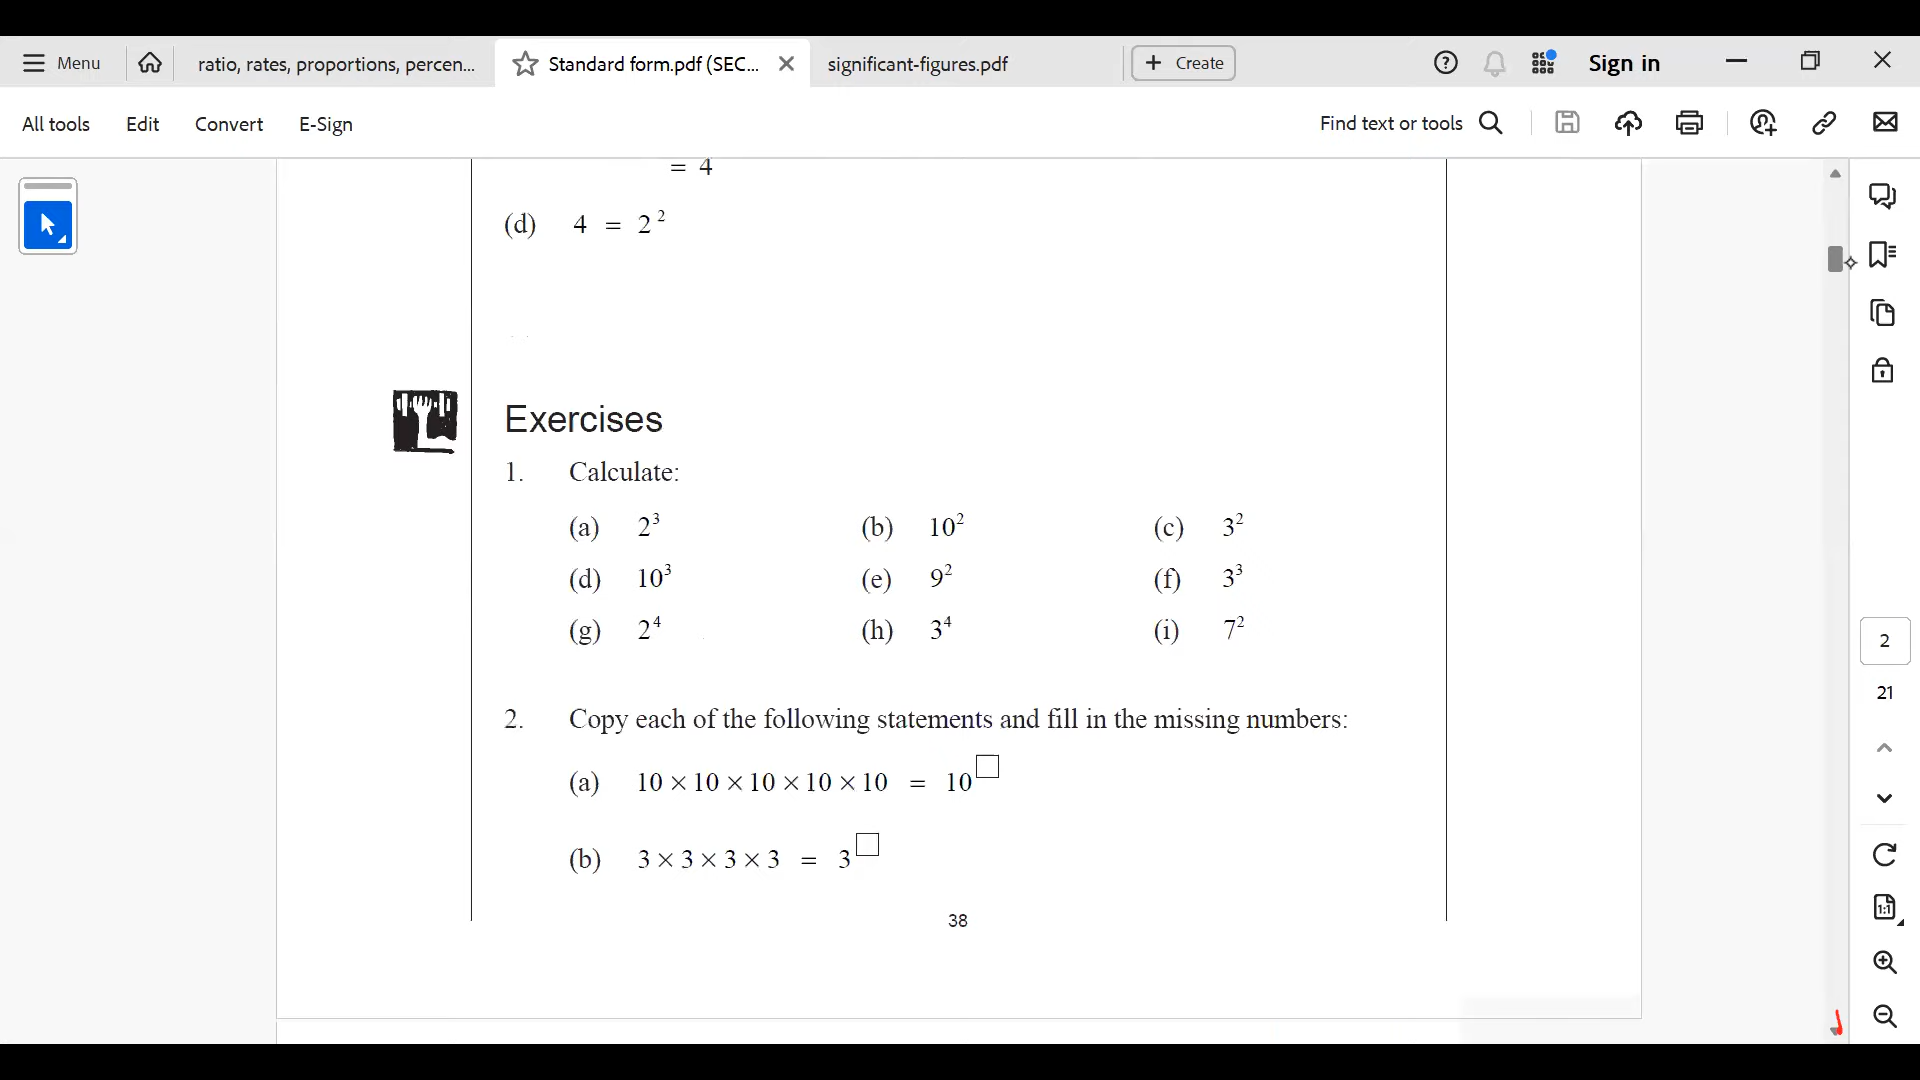 Menu
ratio, rates, proportions, percen...
Standard form.pdf (SEC...
significant-figures.pdf
+ Create
Sign in
All tools Edit Convert E-Sign
Find text or tools
= 4
(d) 4 = 2²
Exercises
1. Calculate:
(a) 2³ (b) 10² (c) 3²
(d) 10³ (e) 9² (f) 3³
(g) 2⁴ (h) 3⁴ (i) 7²
2. Copy each of the following statements and fill in the missing numbers:
(a) 10 × 10 × 10 × 10 × 10 = 10□
(b) 3 × 3 × 3 × 3 = 3□
38
2
21
1:1